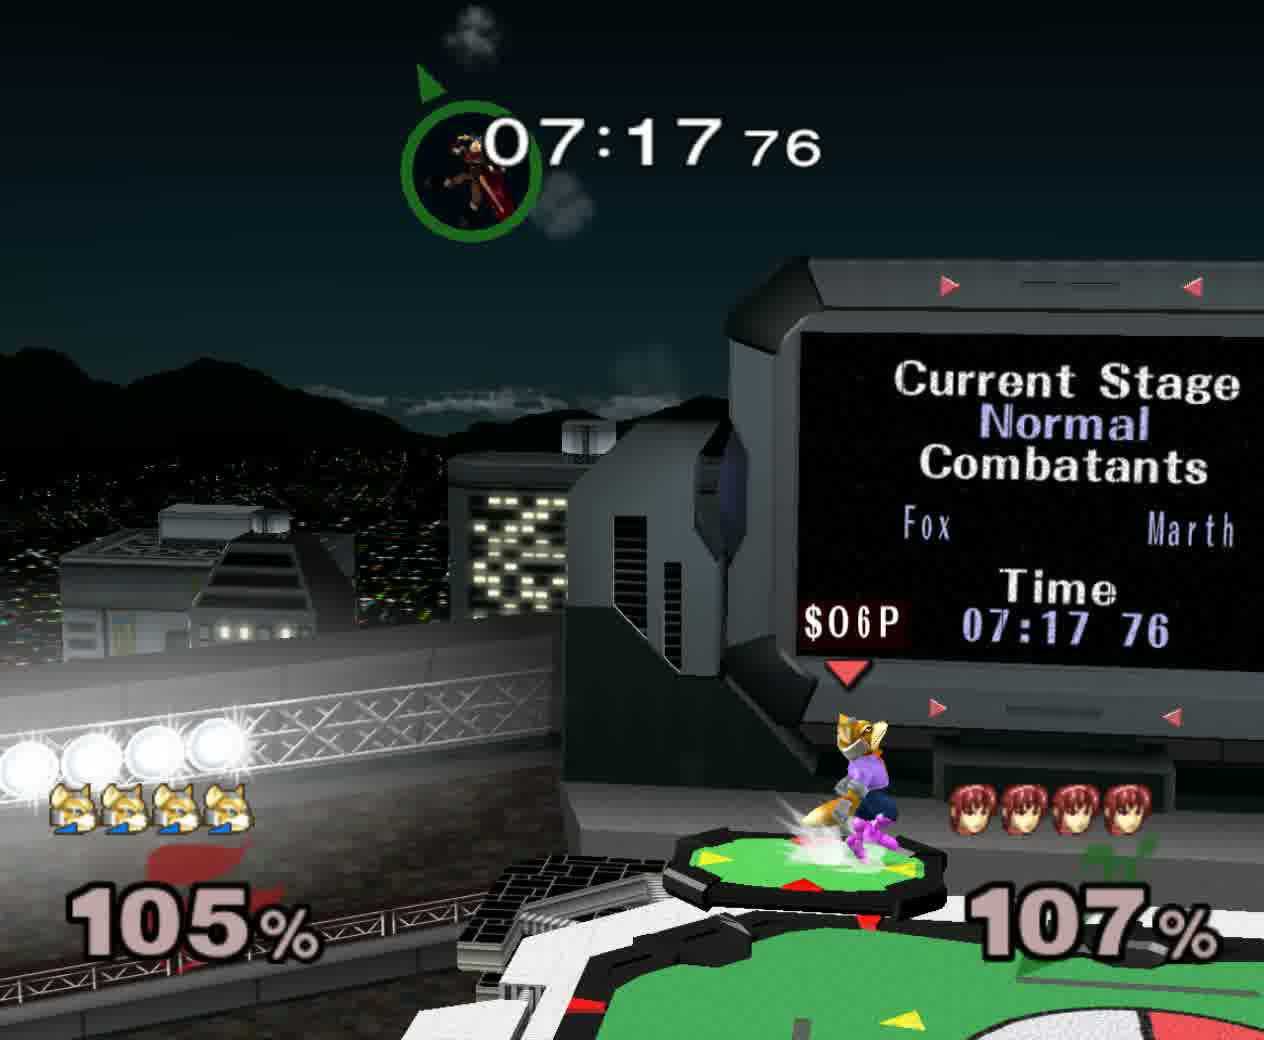 07:17 76
Current Stage
Normal
Combatants
Fox Marth
Time
07:17 76
$06P
105%
107%